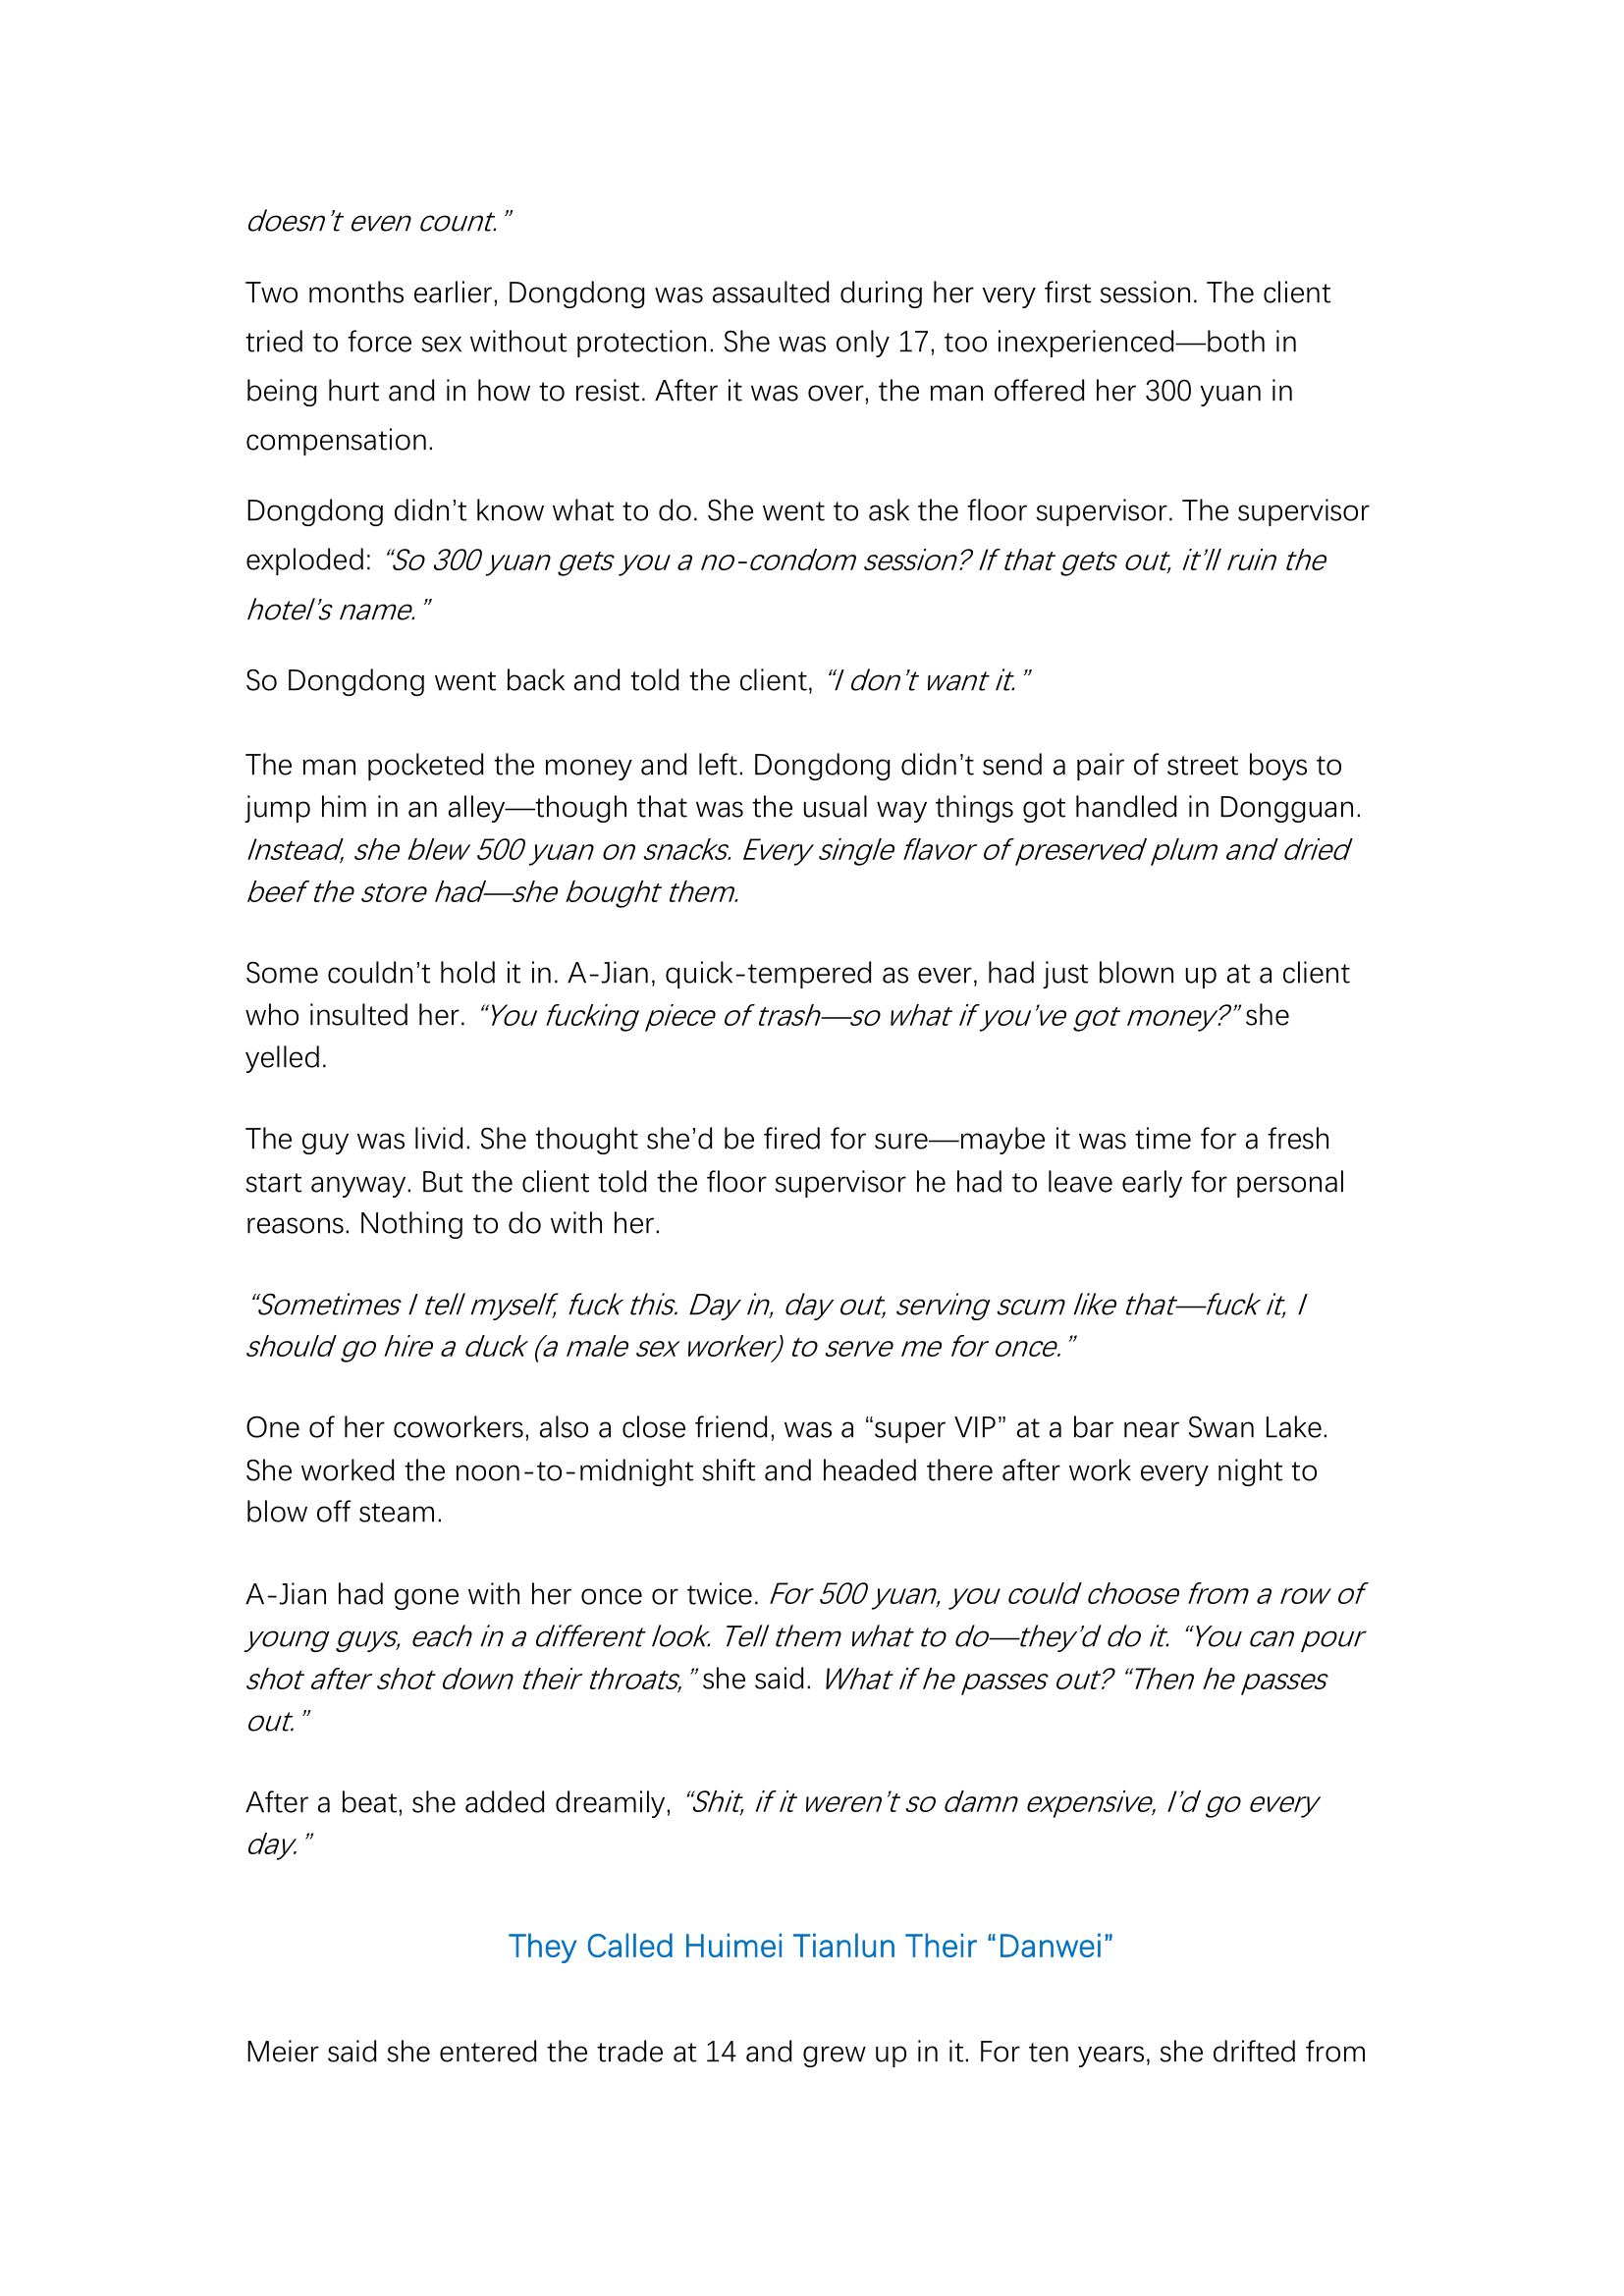 doesn’t even count.”
Two months earlier, Dongdong was assaulted during her very first session. The client
tried to force sex without protection. She was only 17, too inexperienced—both in
being hurt and in how to resist. After it was over, the man offered her 300 yuan in
compensation.
Dongdong didn’t know what to do. She went to ask the floor supervisor. The supervisor
exploded: “So 300 yuan gets you a no-condom session? If that gets out, it’ll ruin the
hotel’s name.”
So Dongdong went back and told the client, “I don’t want it.”
The man pocketed the money and left. Dongdong didn’t send a pair of street boys to
jump him in an alley—though that was the usual way things got handled in Dongguan.
Instead, she blew 500 yuan on snacks. Every single flavor of preserved plum and dried
beef the store had—she bought them.
Some couldn’t hold it in. A-Jian, quick-tempered as ever, had just blown up at a client
who insulted her. “You fucking piece of trash—so what if you’ve got money?” she
yelled.
The guy was livid. She thought she’d be fired for sure—maybe it was time for a fresh
start anyway. But the client told the floor supervisor he had to leave early for personal
reasons. Nothing to do with her.
“Sometimes I tell myself, fuck this. Day in, day out, serving scum like that—fuck it, I
should go hire a duck (a male sex worker) to serve me for once.”
One of her coworkers, also a close friend, was a “super VIP” at a bar near Swan Lake.
She worked the noon-to-midnight shift and headed there after work every night to
blow off steam.
A-Jian had gone with her once or twice. For 500 yuan, you could choose from a row of
young guys, each in a different look. Tell them what to do—they’d do it. “You can pour
shot after shot down their throats,” she said. What if he passes out? “Then he passes
out.”
After a beat, she added dreamily, “Shit, if it weren’t so damn expensive, I’d go every
day.”
They Called Huimei Tianlun Their “Danwei”
Meier said she entered the trade at 14 and grew up in it. For ten years, she drifted from